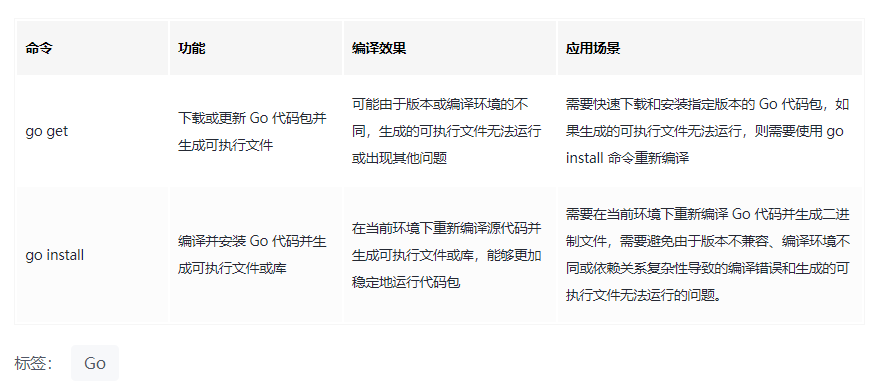 命令 功能 编译效果 应用场景
go get
下载或更新 Go 代码包并
生成可执行文件
可能由于版本或编译环境的不
同，生成的可执行文件无法运行
或出现其他问题
需要快速下载和安装指定版本的 Go 代码包，如
果生成的可执行文件无法运行，则需要使用 go
install 命令重新编译
go install
编译并安装 Go 代码并生
成可执行文件或库
在当前环境下重新编译源代码并
生成可执行文件或库，能够更加
稳定地运行代码包
需要在当前环境下重新编译 Go 代码并生成二进
制文件，需要避免由于版本不兼容、编译环境不
同或依赖关系复杂性导致的编译错误和生成的可
执行文件无法运行的问题。
标签： Go